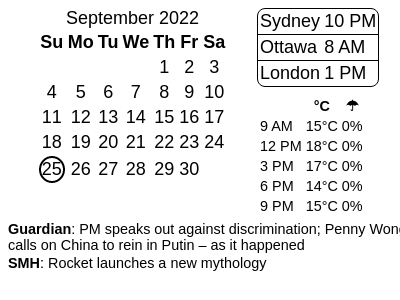 September 2022
Su Mo Tu We Th Fr Sa
1 2 3
4 5 6 7 8 9 10
11 12 13 14 15 16 17
18 19 20 21 22 23 24
25 26 27 28 29 30
Sydney 10 PM
Ottawa 8 AM
London 1 PM
°C ☂
9 AM 15°C 0%
12 PM 18°C 0%
3 PM 17°C 0%
6 PM 14°C 0%
9 PM 15°C 0%
Guardian: PM speaks out against discrimination; Penny Wong
calls on China to rein in Putin – as it happened
SMH: Rocket launches a new mythology